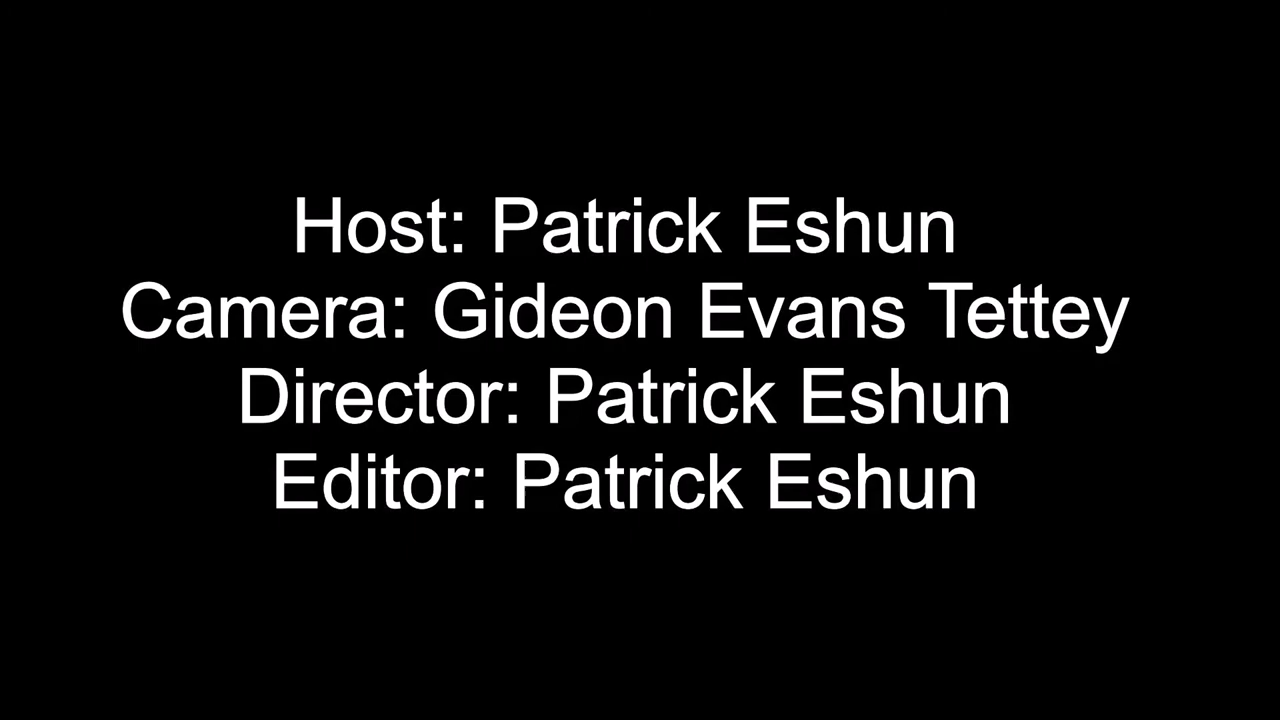 Host: Patrick Eshun
Camera: Gideon Evans Tettey
Director: Patrick Eshun
Editor: Patrick Eshun